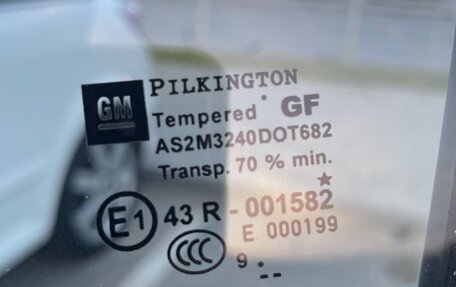 PILKINGTON
GM
Tempered GF
AS2M3240DOT682
Transp. 70 % min.
E1 43 R - 001582
CCC E 000199
9 . --